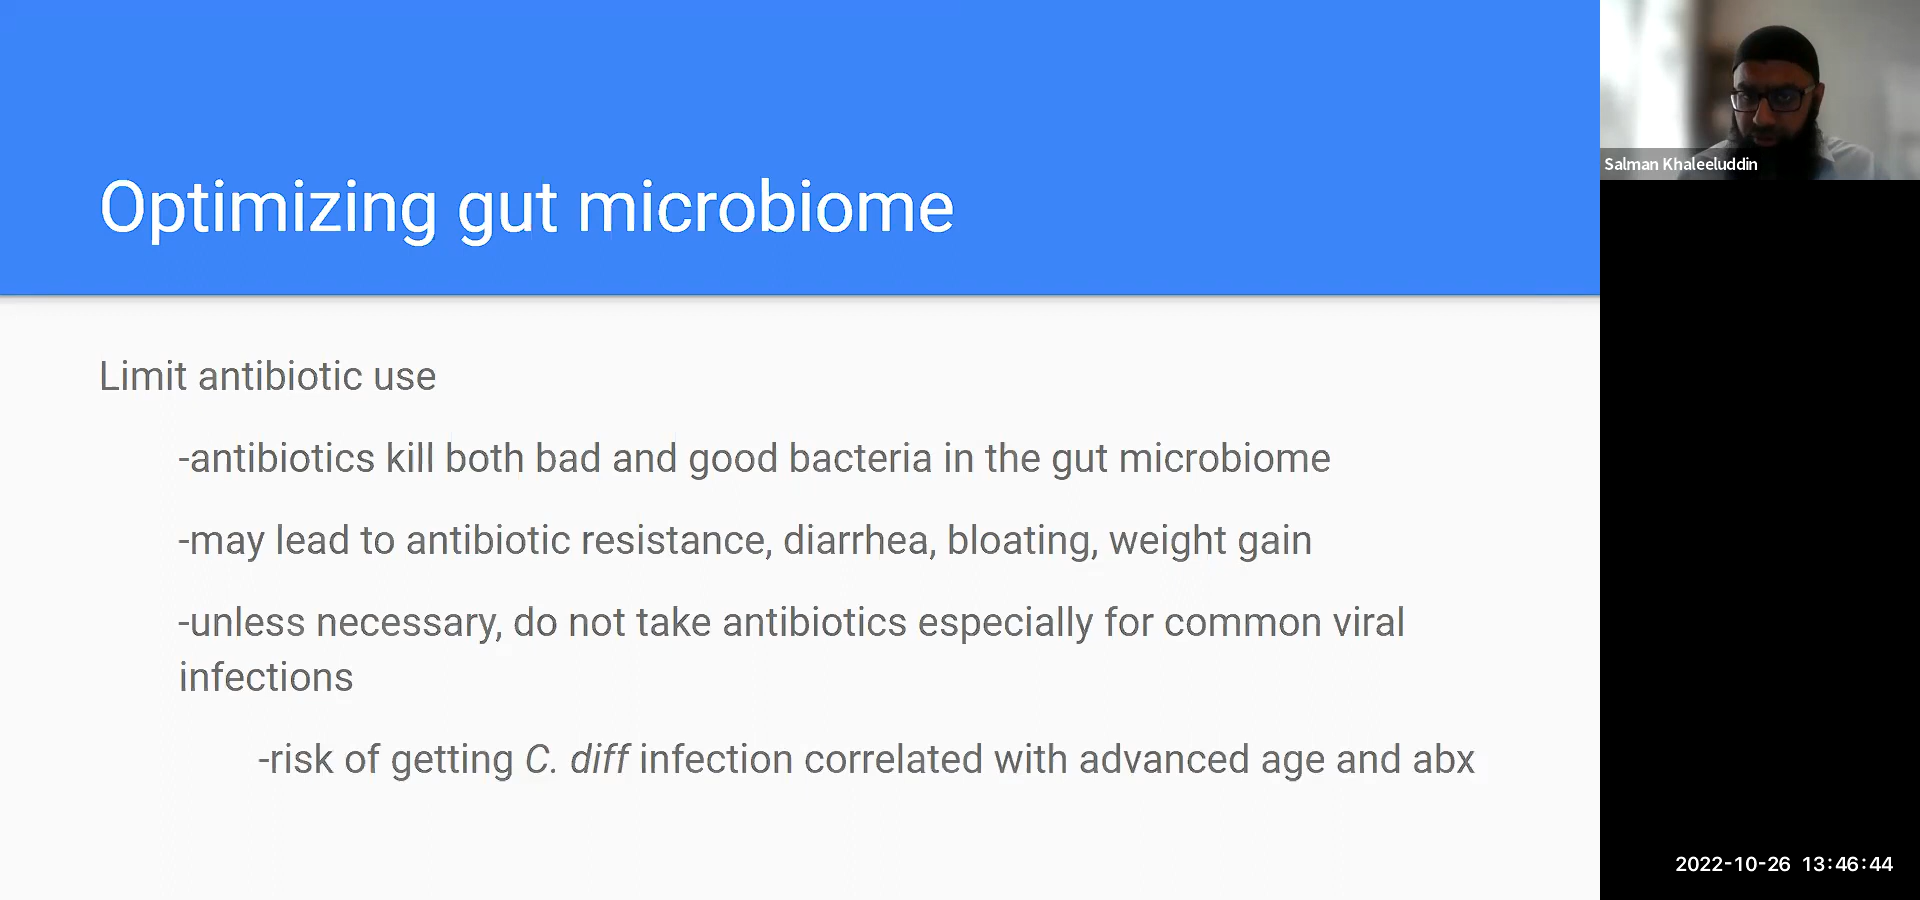 Optimizing gut microbiome
Limit antibiotic use
-antibiotics kill both bad and good bacteria in the gut microbiome
-may lead to antibiotic resistance, diarrhea, bloating, weight gain
-unless necessary, do not take antibiotics especially for common viral
infections
-risk of getting C. diff infection correlated with advanced age and abx
Salman Khaleeluddin
2022-10-26 13:46:44